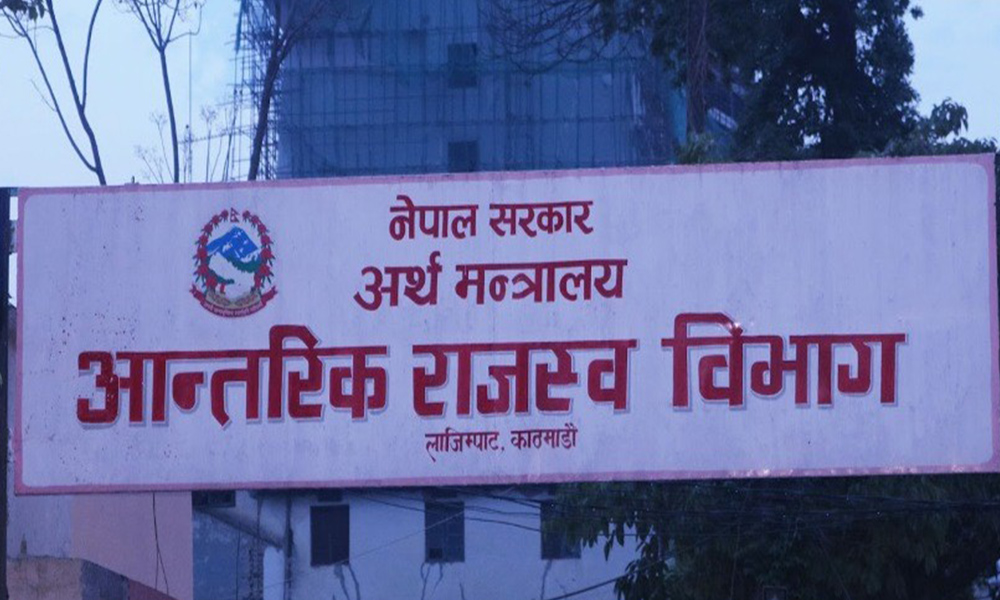 नेपाल सरकार
अर्थ मन्त्रालय
आन्तरिक राजस्व विभाग
लाजिम्पाट, काठमाडौं